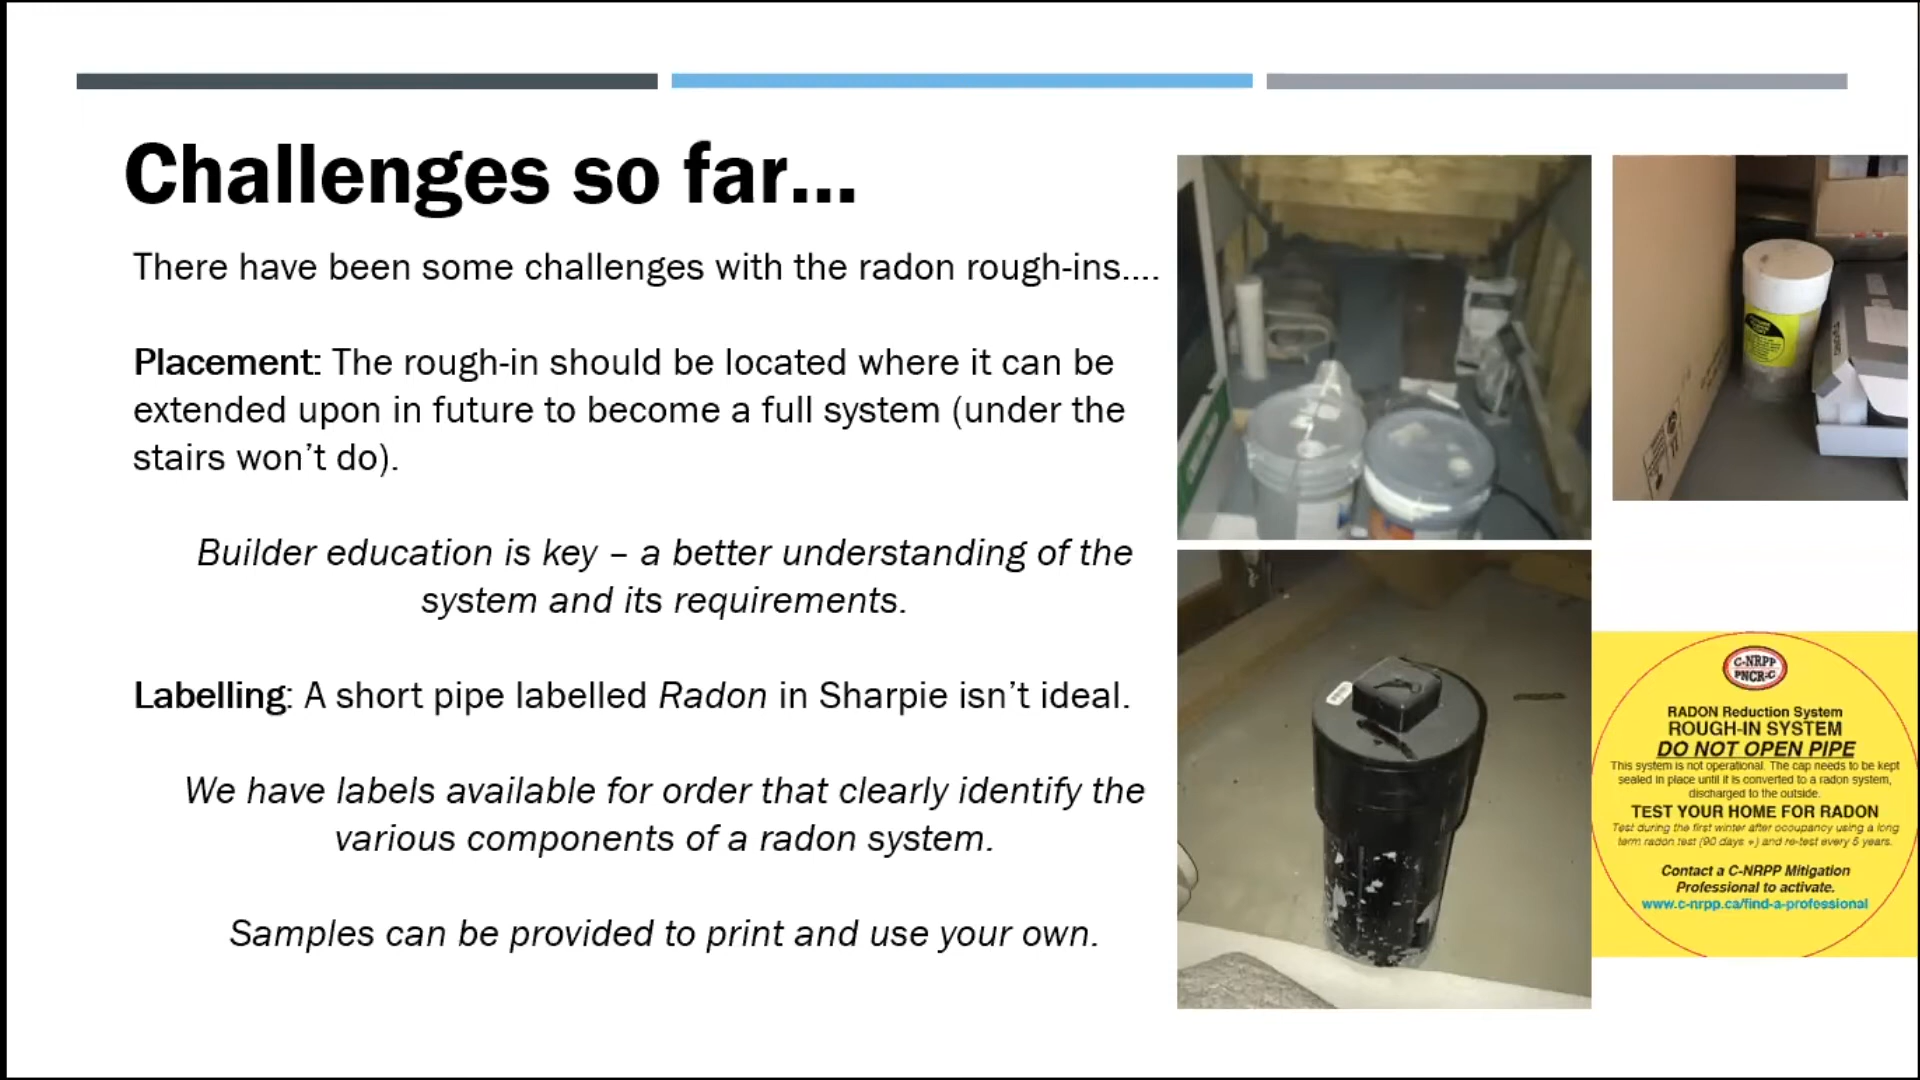 Challenges so far...
There have been some challenges with the radon rough-ins....
Placement: The rough-in should be located where it can be
extended upon in future to become a full system (under the
stairs won't do).
Builder education is key – a better understanding of the
system and its requirements.
Labelling: A short pipe labelled Radon in Sharpie isn't ideal.
We have labels available for order that clearly identify the
various components of a radon system.
Samples can be provided to print and use your own.
C-NRPP
PNCR-C
RADON Reduction System
ROUGH-IN SYSTEM
DO NOT OPEN PIPE
This system is not operational. The cap needs to be kept
sealed in place until it is converted to a radon system,
discharged to the outside.
TEST YOUR HOME FOR RADON
Test during the first winter after occupancy using a long
term radon test (90 days +) and re-test every 5 years.
Contact a C-NRPP Mitigation
Professional to activate.
www.c-nrpp.ca/find-a-professional